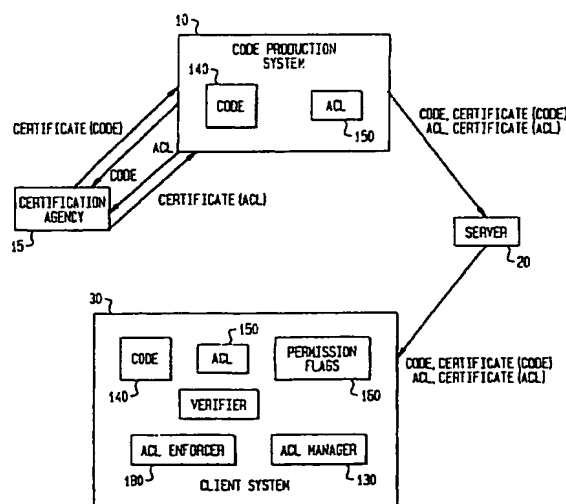 10
CODE PRODUCTION
SYSTEM
140
CODE
ACL
150
CERTIFICATE (CODE)
ACL
CODE
CERTIFICATE (ACL)
CERTIFICATION
AGENCY
15
CODE, CERTIFICATE (CODE)
ACL, CERTIFICATE (ACL)
SERVER
20
30
150
CODE
ACL
PERMISSION
FLAGS
140
160
VERIFIER
CODE, CERTIFICATE (CODE)
ACL, CERTIFICATE (ACL)
ACL ENFORCER
ACL MANAGER
180
130
CLIENT SYSTEM